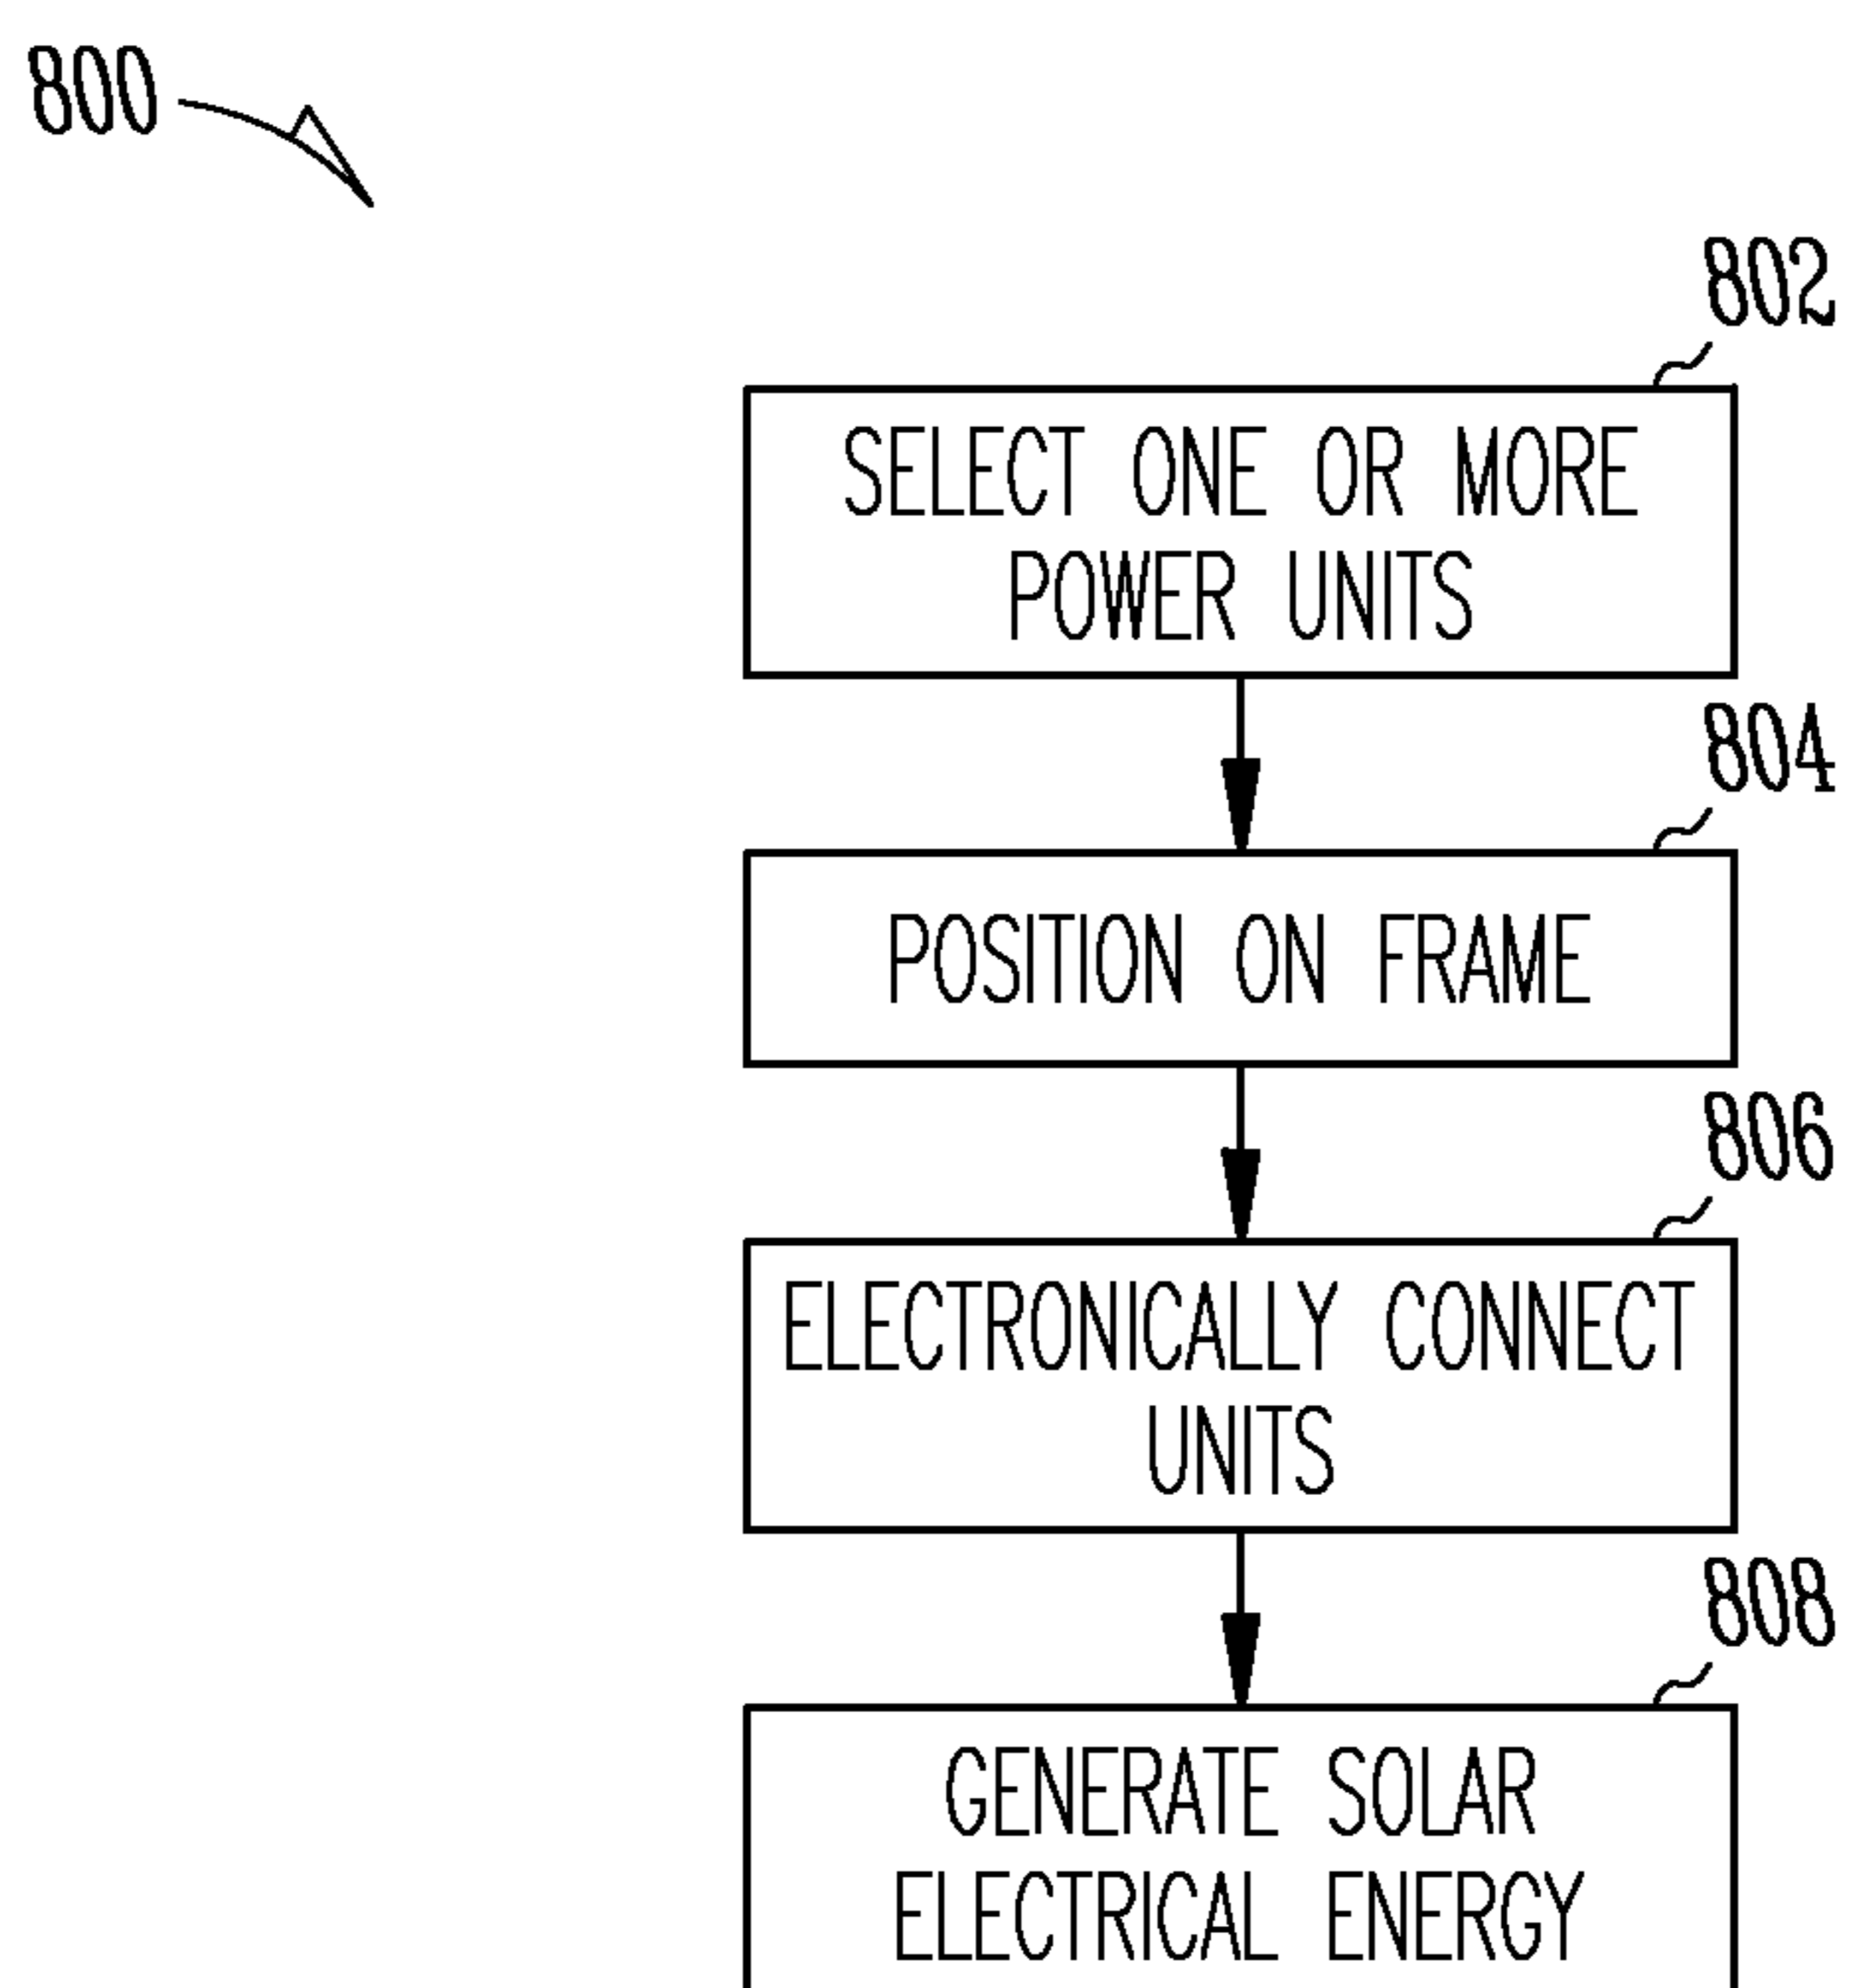 800
802
SELECT ONE OR MORE
POWER UNITS
804
POSITION ON FRAME
806
ELECTRONICALLY CONNECT
UNITS
808
GENERATE SOLAR
ELECTRICAL ENERGY